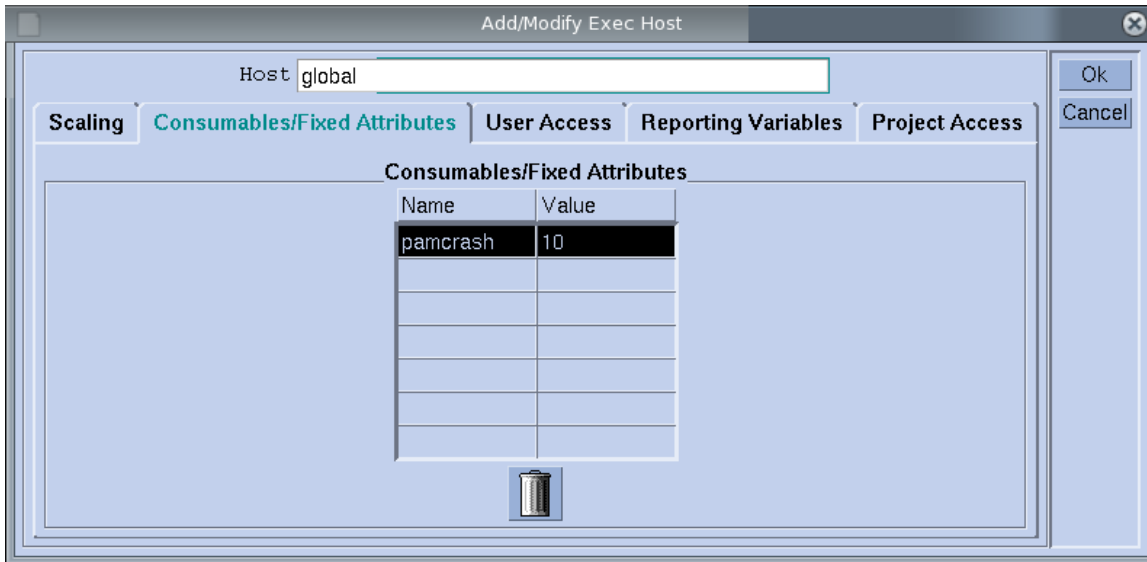 Add/Modify Exec Host
Host global
Ok
Cancel
Scaling Consumables/Fixed Attributes User Access Reporting Variables Project Access
Consumables/Fixed Attributes
Name Value
pamcrash 10